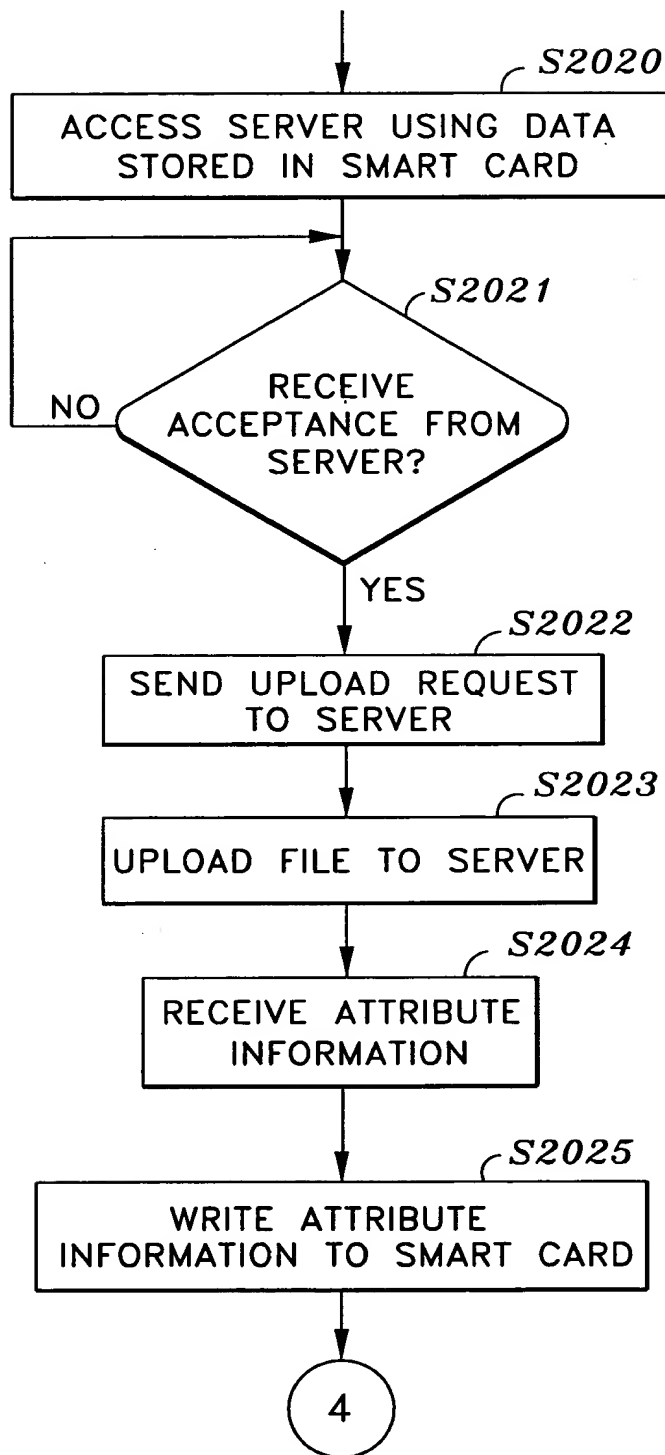 S2020
ACCESS SERVER USING DATA
STORED IN SMART CARD
S2021
RECEIVE
ACCEPTANCE FROM
SERVER?
NO
YES
S2022
SEND UPLOAD REQUEST
TO SERVER
S2023
UPLOAD FILE TO SERVER
S2024
RECEIVE ATTRIBUTE
INFORMATION
S2025
WRITE ATTRIBUTE
INFORMATION TO SMART CARD
4